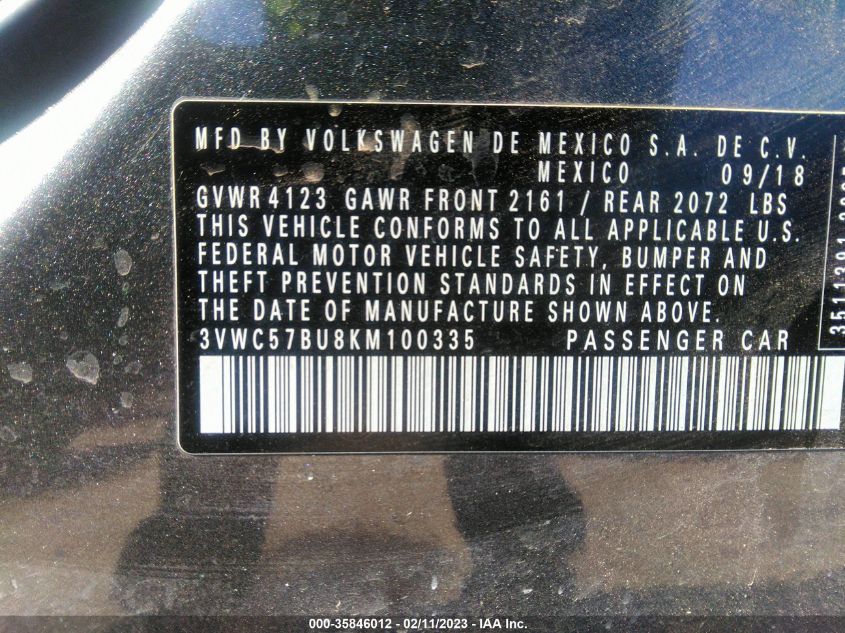 MFD BY VOLKSWAGEN DE MEXICO S.A. DE C.V.
MEXICO 09/18
GVWR 4123 GAWR FRONT 2161 / REAR 2072 LBS
THIS VEHICLE CONFORMS TO ALL APPLICABLE U.S.
FEDERAL MOTOR VEHICLE SAFETY, BUMPER AND
THEFT PREVENTION STANDARDS IN EFFECT ON
THE DATE OF MANUFACTURE SHOWN ABOVE.
3VWC57BU8KM100335 PASSENGER CAR
000-35846012 - 02/11/2023 - IAA Inc.